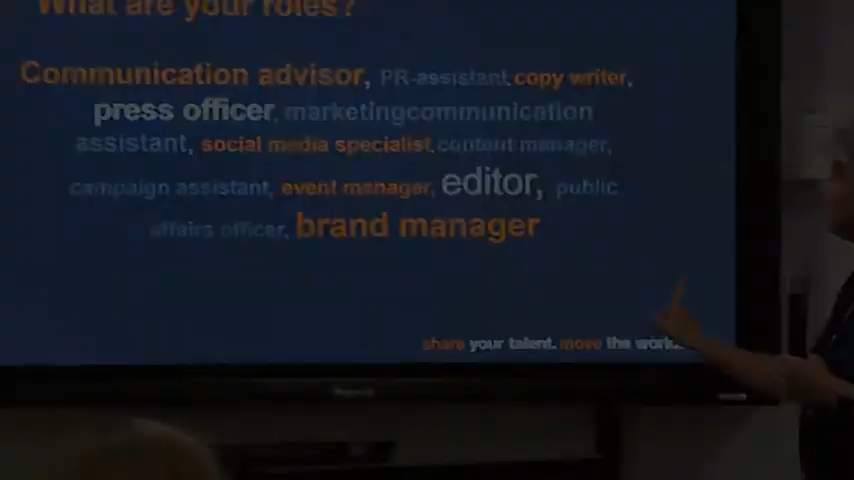 What are your roles?
Communication advisor, PR-assistant, copy writer,
press officer, marketingcommunication
assistant, social media specialist, content manager,
campaign assistant, event manager, editor, public
affairs officer, brand manager
share your talent. move the world.